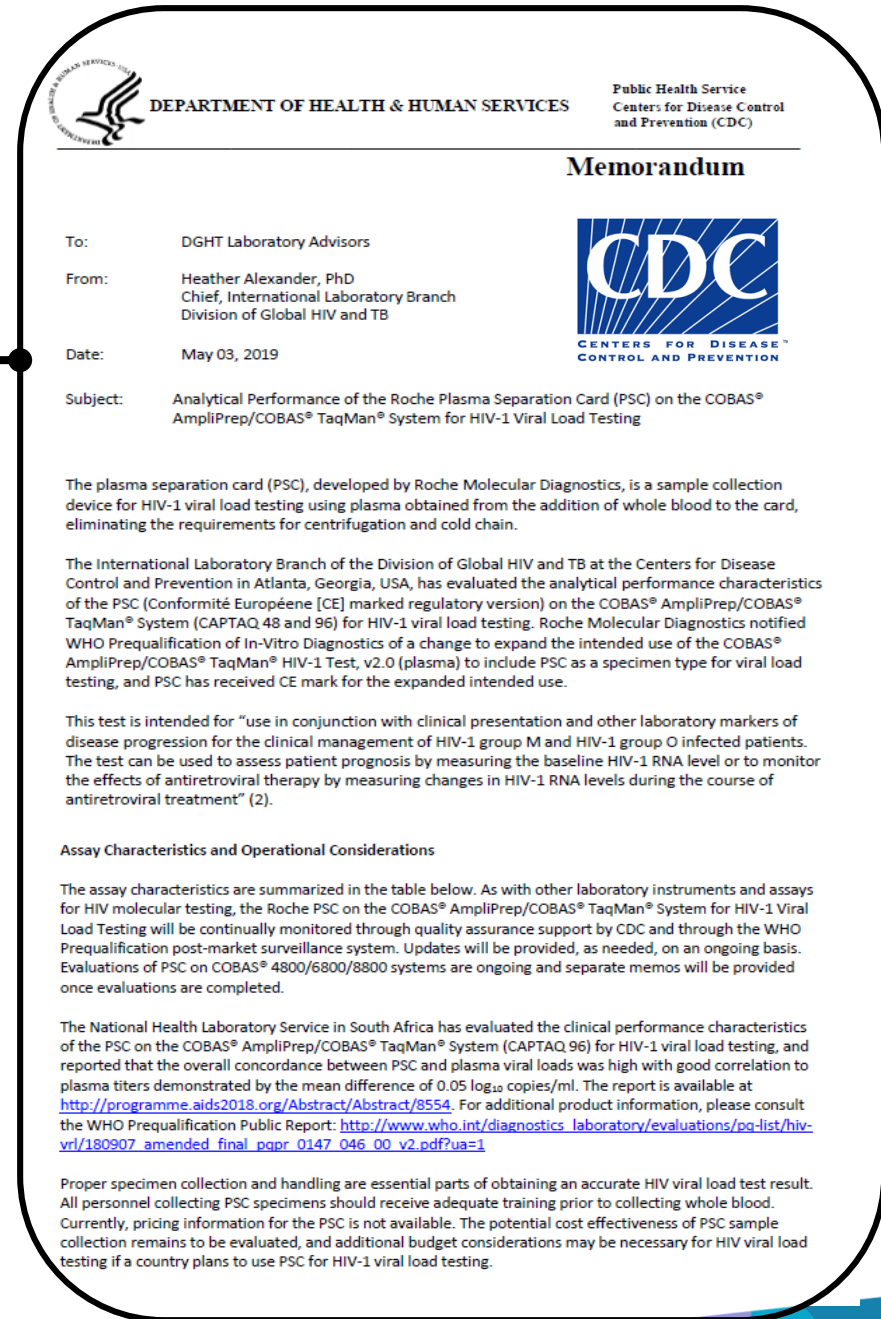 DEPARTMENT OF HEALTH & HUMAN SERVICES
Public Health Service
Centers for Disease Control
and Prevention (CDC)
Memorandum
To: DGHT Laboratory Advisors
From: Heather Alexander, PhD
Chief, International Laboratory Branch
Division of Global HIV and TB
CDC
CENTERS FOR DISEASE™
CONTROL AND PREVENTION
Date: May 03, 2019
Subject: Analytical Performance of the Roche Plasma Separation Card (PSC) on the COBAS®
AmpliPrep/COBAS® TaqMan® System for HIV-1 Viral Load Testing
The plasma separation card (PSC), developed by Roche Molecular Diagnostics, is a sample collection
device for HIV-1 viral load testing using plasma obtained from the addition of whole blood to the card,
eliminating the requirements for centrifugation and cold chain.
The International Laboratory Branch of the Division of Global HIV and TB at the Centers for Disease
Control and Prevention in Atlanta, Georgia, USA, has evaluated the analytical performance characteristics
of the PSC (Conformité Européene [CE] marked regulatory version) on the COBAS® AmpliPrep/COBAS®
TaqMan® System (CAPTAQ 48 and 96) for HIV-1 viral load testing. Roche Molecular Diagnostics notified
WHO Prequalification of In-Vitro Diagnostics of a change to expand the intended use of the COBAS®
AmpliPrep/COBAS® TaqMan® HIV-1 Test, v2.0 (plasma) to include PSC as a specimen type for viral load
testing, and PSC has received CE mark for the expanded intended use.
This test is intended for “use in conjunction with clinical presentation and other laboratory markers of
disease progression for the clinical management of HIV-1 group M and HIV-1 group O infected patients.
The test can be used to assess patient prognosis by measuring the baseline HIV-1 RNA level or to monitor
the effects of antiretroviral therapy by measuring changes in HIV-1 RNA levels during the course of
antiretroviral treatment” (2).
Assay Characteristics and Operational Considerations
The assay characteristics are summarized in the table below. As with other laboratory instruments and assays
for HIV molecular testing, the Roche PSC on the COBAS® AmpliPrep/COBAS® TaqMan® System for HIV-1 Viral
Load Testing will be continually monitored through quality assurance support by CDC and through the WHO
Prequalification post-market surveillance system. Updates will be provided, as needed, on an ongoing basis.
Evaluations of PSC on COBAS® 4800/6800/8800 systems are ongoing and separate memos will be provided
once evaluations are completed.
The National Health Laboratory Service in South Africa has evaluated the clinical performance characteristics
of the PSC on the COBAS® AmpliPrep/COBAS® TaqMan® System (CAPTAQ 96) for HIV-1 viral load testing, and
reported that the overall concordance between PSC and plasma viral loads was high with good correlation to
plasma titers demonstrated by the mean difference of 0.05 log₁₀ copies/ml. The report is available at
http://programme.aids2018.org/Abstract/Abstract/8554. For additional product information, please consult
the WHO Prequalification Public Report: http://www.who.int/diagnostics_laboratory/evaluations/pq-list/hiv-
vrl/180907_amended_final_pqpr_0147_046_00_v2.pdf?ua=1
Proper specimen collection and handling are essential parts of obtaining an accurate HIV viral load test result.
All personnel collecting PSC specimens should receive adequate training prior to collecting whole blood.
Currently, pricing information for the PSC is not available. The potential cost effectiveness of PSC sample
collection remains to be evaluated, and additional budget considerations may be necessary for HIV viral load
testing if a country plans to use PSC for HIV-1 viral load testing.